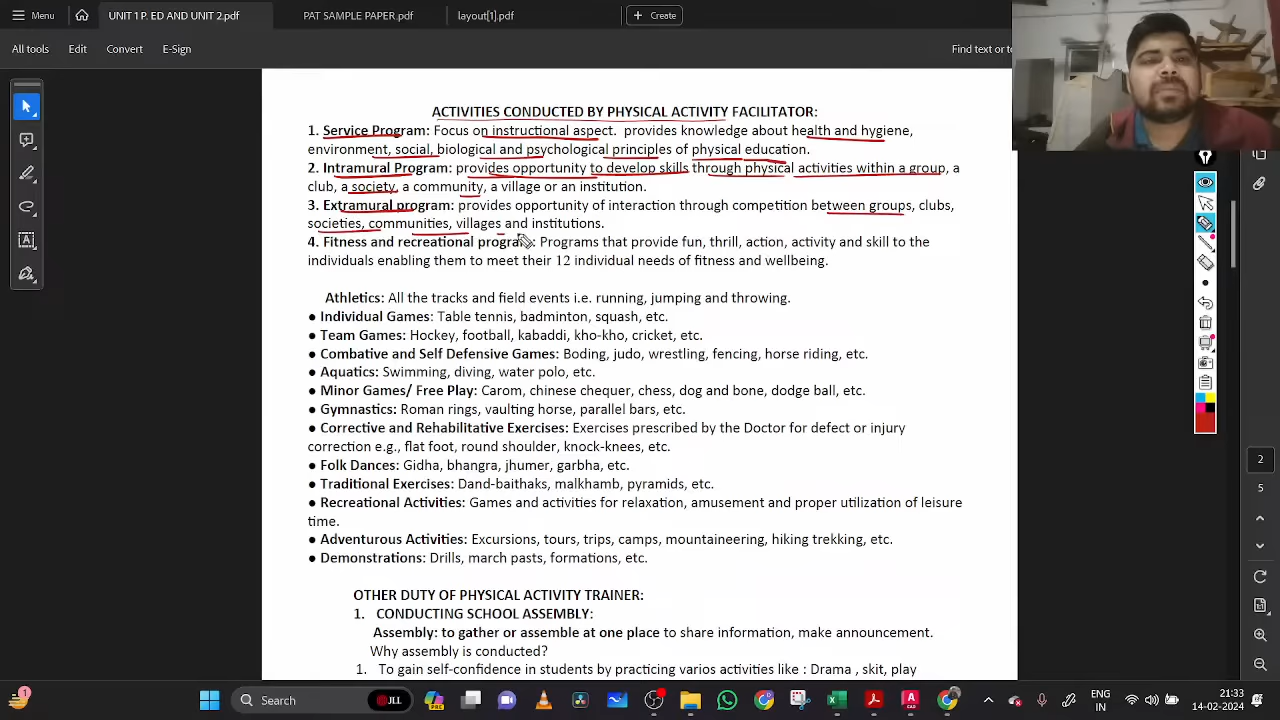 Menu
UNIT 1 P. ED AND UNIT 2.pdf
PAT SAMPLE PAPER.pdf
layout[1].pdf
Create
All tools Edit Convert E-Sign
Find text or to
ACTIVITIES CONDUCTED BY PHYSICAL ACTIVITY FACILITATOR:
1. Service Program: Focus on instructional aspect. provides knowledge about health and hygiene,
environment, social, biological and psychological principles of physical education.
2. Intramural Program: provides opportunity to develop skills through physical activities within a group, a
club, a society, a community, a village or an institution.
3. Extramural program: provides opportunity of interaction through competition between groups, clubs,
societies, communities, villages and institutions.
4. Fitness and recreational program: Programs that provide fun, thrill, action, activity and skill to the
individuals enabling them to meet their 12 individual needs of fitness and wellbeing.
Athletics: All the tracks and field events i.e. running, jumping and throwing.
● Individual Games: Table tennis, badminton, squash, etc.
● Team Games: Hockey, football, kabaddi, kho-kho, cricket, etc.
● Combative and Self Defensive Games: Boding, judo, wrestling, fencing, horse riding, etc.
● Aquatics: Swimming, diving, water polo, etc.
● Minor Games/ Free Play: Carom, chinese chequer, chess, dog and bone, dodge ball, etc.
● Gymnastics: Roman rings, vaulting horse, parallel bars, etc.
● Corrective and Rehabilitative Exercises: Exercises prescribed by the Doctor for defect or injury
correction e.g., flat foot, round shoulder, knock-knees, etc.
● Folk Dances: Gidha, bhangra, jhumer, garbha, etc.
● Traditional Exercises: Dand-baithaks, malkhamb, pyramids, etc.
● Recreational Activities: Games and activities for relaxation, amusement and proper utilization of leisure
time.
● Adventurous Activities: Excursions, tours, trips, camps, mountaineering, hiking trekking, etc.
● Demonstrations: Drills, march pasts, formations, etc.
OTHER DUTY OF PHYSICAL ACTIVITY TRAINER:
1. CONDUCTING SCHOOL ASSEMBLY:
Assembly: to gather or assemble at one place to share information, make announcement.
Why assembly is conducted?
1. To gain self-confidence in students by practicing varios activities like : Drama , skit, play
2
5
1
Search
JLL
PRE
ENG
IN
21:33
14-02-2024